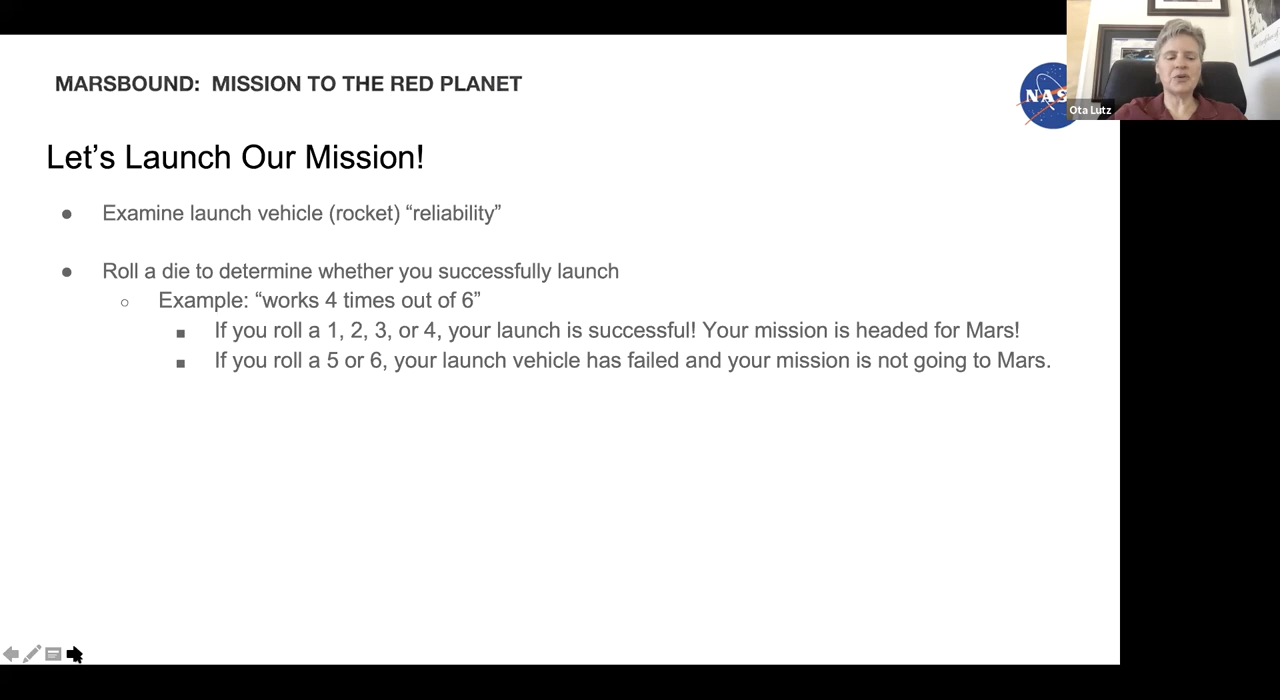 MARSBOUND: MISSION TO THE RED PLANET
NAS
Ota Lutz
Let’s Launch Our Mission!
● Examine launch vehicle (rocket) “reliability”
● Roll a die to determine whether you successfully launch
○ Example: “works 4 times out of 6”
■ If you roll a 1, 2, 3, or 4, your launch is successful! Your mission is headed for Mars!
■ If you roll a 5 or 6, your launch vehicle has failed and your mission is not going to Mars.